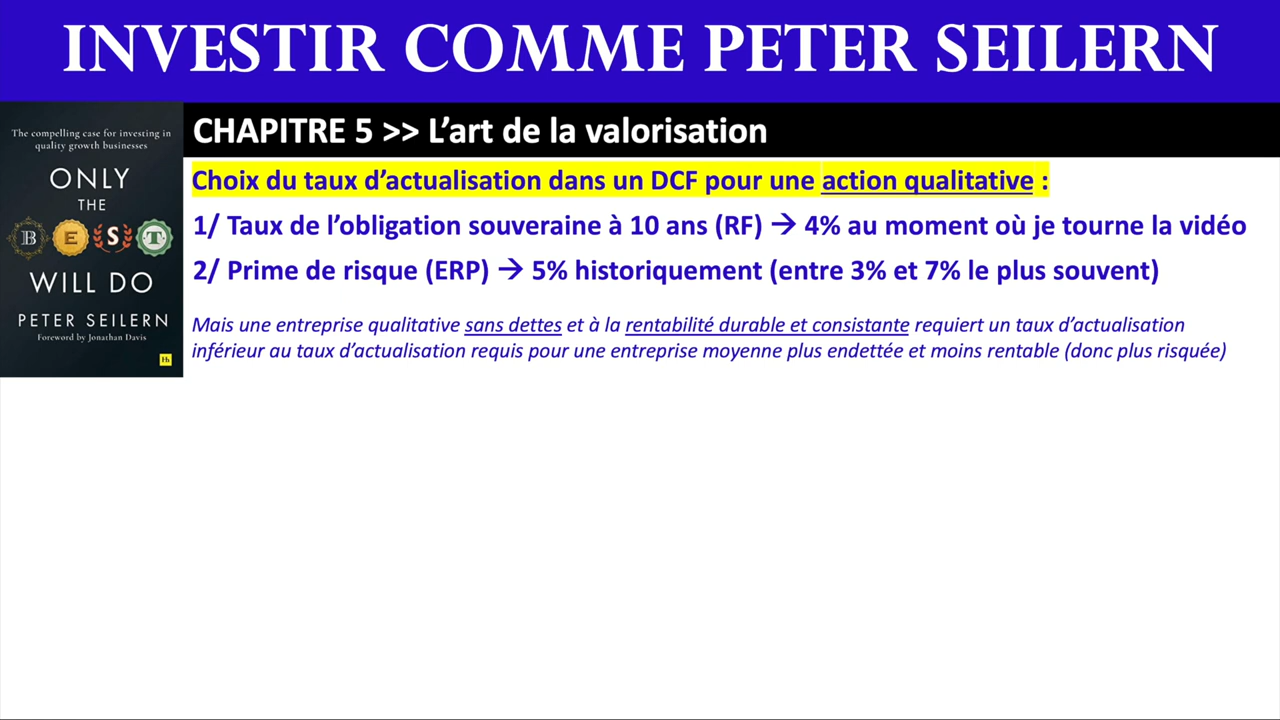 INVESTIR COMME PETER SEILERN
CHAPITRE 5 >> L’art de la valorisation
The compelling case for investing in
quality growth businesses
ONLY
THE
BEST
WILL DO
PETER SEILERN
Foreword by Jonathan Davis
Hh
Choix du taux d’actualisation dans un DCF pour une action qualitative :
1/ Taux de l’obligation souveraine à 10 ans (RF) → 4% au moment où je tourne la vidéo
2/ Prime de risque (ERP) → 5% historiquement (entre 3% et 7% le plus souvent)
Mais une entreprise qualitative sans dettes et à la rentabilité durable et consistante requiert un taux d’actualisation
inférieur au taux d’actualisation requis pour une entreprise moyenne plus endettée et moins rentable (donc plus risquée)